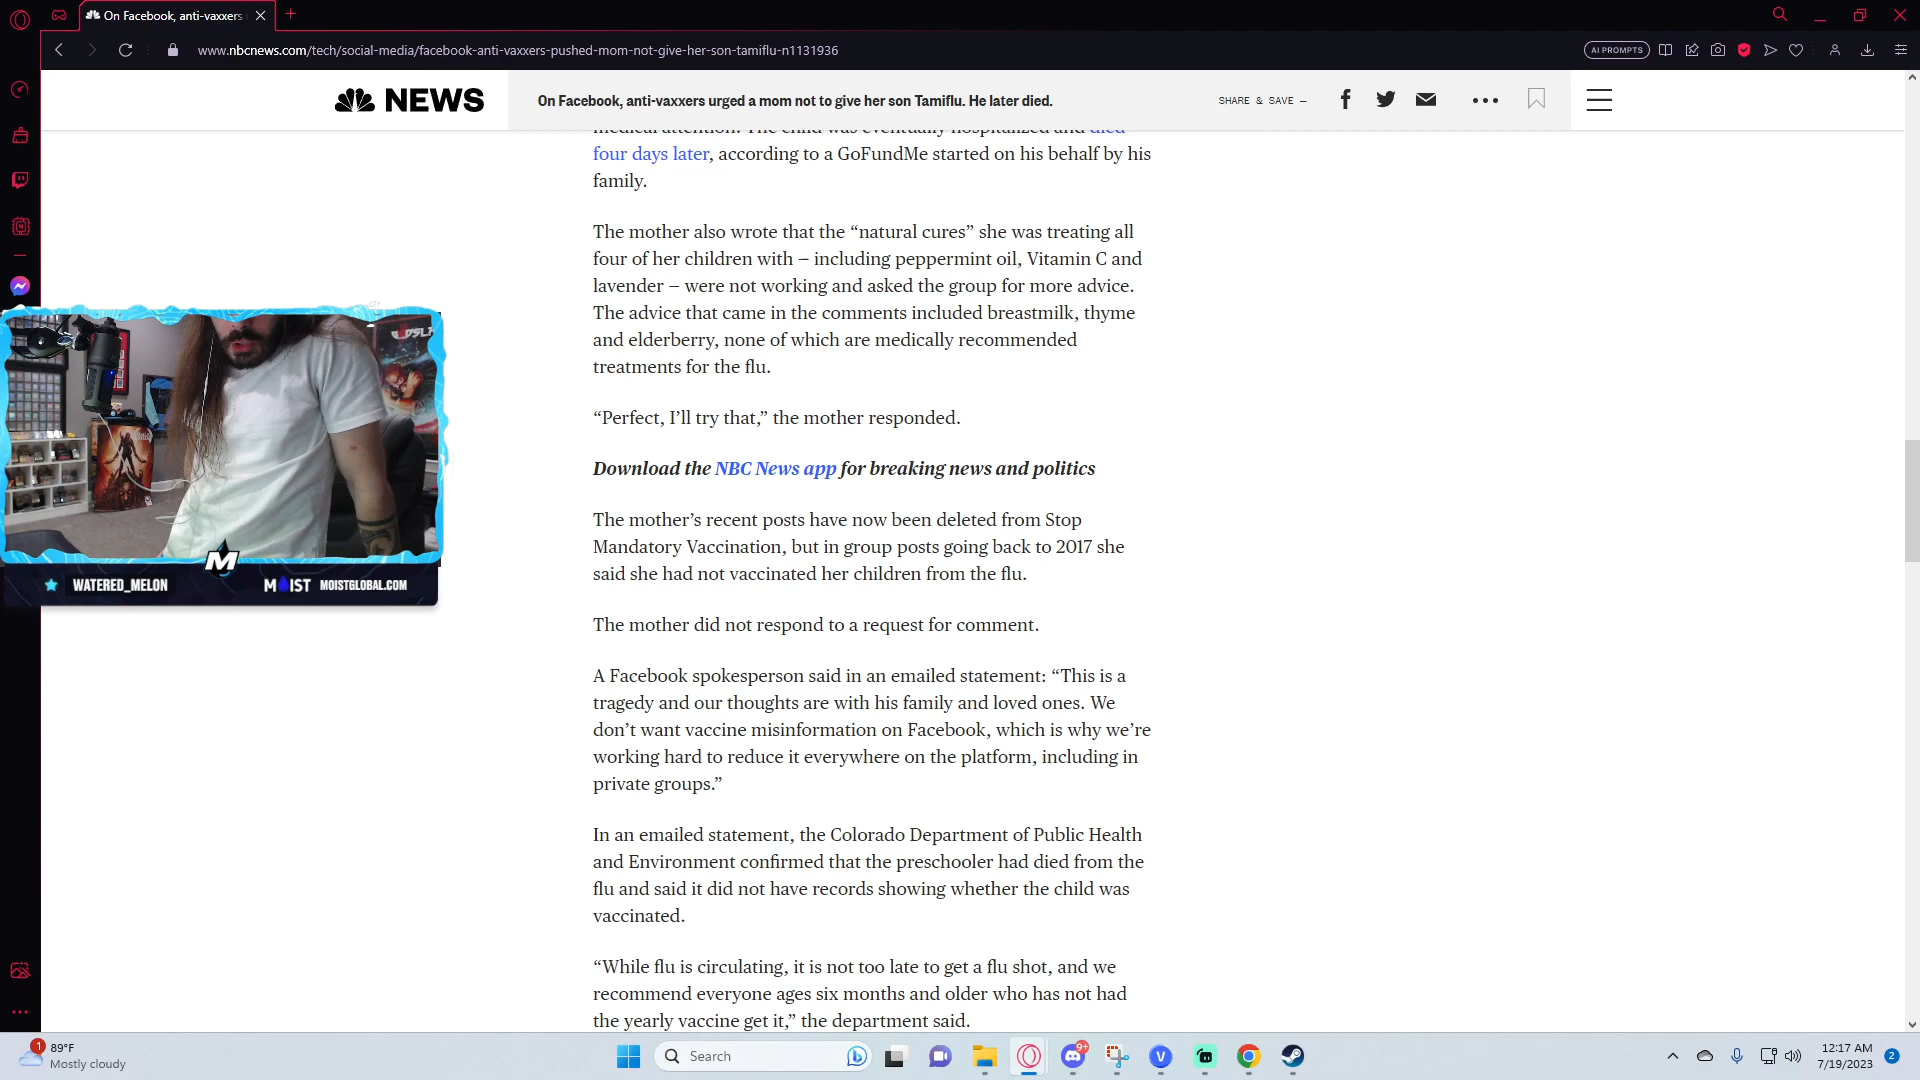 On Facebook, anti-vaxxers
www.nbcnews.com/tech/social-media/facebook-anti-vaxxers-pushed-mom-not-give-her-son-tamiflu-n1131936
AI PROMPTS
NEWS
On Facebook, anti-vaxxers urged a mom not to give her son Tamiflu. He later died.
SHARE & SAVE —
medical attention. The child was eventually hospitalized and died
four days later, according to a GoFundMe started on his behalf by his
family.
The mother also wrote that the “natural cures” she was treating all
four of her children with — including peppermint oil, Vitamin C and
lavender — were not working and asked the group for more advice.
The advice that came in the comments included breastmilk, thyme
and elderberry, none of which are medically recommended
treatments for the flu.
“Perfect, I’ll try that,” the mother responded.
Download the NBC News app for breaking news and politics
The mother’s recent posts have now been deleted from Stop
Mandatory Vaccination, but in group posts going back to 2017 she
said she had not vaccinated her children from the flu.
The mother did not respond to a request for comment.
A Facebook spokesperson said in an emailed statement: “This is a
tragedy and our thoughts are with his family and loved ones. We
don’t want vaccine misinformation on Facebook, which is why we’re
working hard to reduce it everywhere on the platform, including in
private groups.”
In an emailed statement, the Colorado Department of Public Health
and Environment confirmed that the preschooler had died from the
flu and said it did not have records showing whether the child was
vaccinated.
“While flu is circulating, it is not too late to get a flu shot, and we
recommend everyone ages six months and older who has not had
the yearly vaccine get it,” the department said.
M
WATERED_MELON
MOIST
MOISTGLOBAL.COM
1
89°F
Mostly cloudy
Search
9+
V
12:17 AM
7/19/2023
2